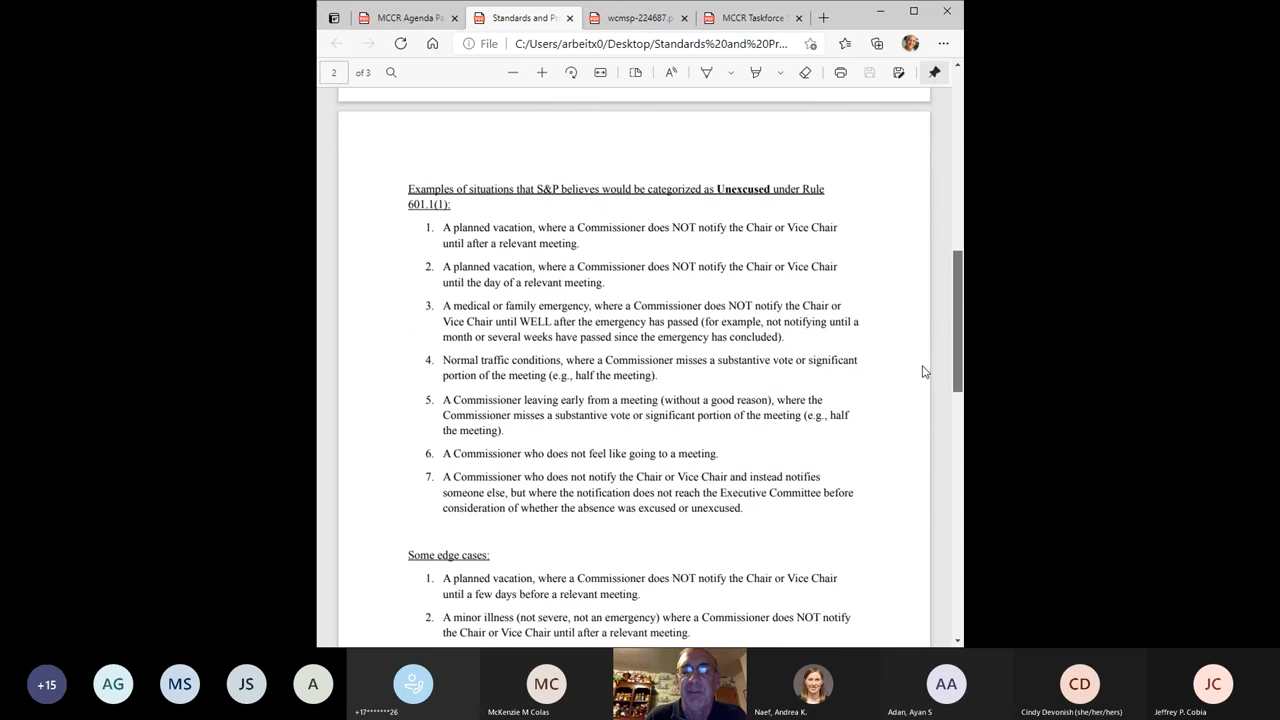 MCCR Agenda Pa
Standards and Pr
wcmsp-224687.p
MCCR Taskforce
File
C:/Users/arbeitx0/Desktop/Standards%20and%20Pr...
2
of 3
Examples of situations that S&P believes would be categorized as Unexcused under Rule
601.1(1):
1. A planned vacation, where a Commissioner does NOT notify the Chair or Vice Chair
until after a relevant meeting.
2. A planned vacation, where a Commissioner does NOT notify the Chair or Vice Chair
until the day of a relevant meeting.
3. A medical or family emergency, where a Commissioner does NOT notify the Chair or
Vice Chair until WELL after the emergency has passed (for example, not notifying until a
month or several weeks have passed since the emergency has concluded).
4. Normal traffic conditions, where a Commissioner misses a substantive vote or significant
portion of the meeting (e.g., half the meeting).
5. A Commissioner leaving early from a meeting (without a good reason), where the
Commissioner misses a substantive vote or significant portion of the meeting (e.g., half
the meeting).
6. A Commissioner who does not feel like going to a meeting.
7. A Commissioner who does not notify the Chair or Vice Chair and instead notifies
someone else, but where the notification does not reach the Executive Committee before
consideration of whether the absence was excused or unexcused.
Some edge cases:
1. A planned vacation, where a Commissioner does NOT notify the Chair or Vice Chair
until a few days before a relevant meeting.
2. A minor illness (not severe, not an emergency) where a Commissioner does NOT notify
the Chair or Vice Chair until after a relevant meeting.
+15
AG
MS
JS
A
MC
AA
CD
JC
+17*******26
McKenzie M Colas
Naef, Andrea K.
Adan, Ayan S
Cindy Devonish (she/her/hers)
Jeffrey P. Cobia